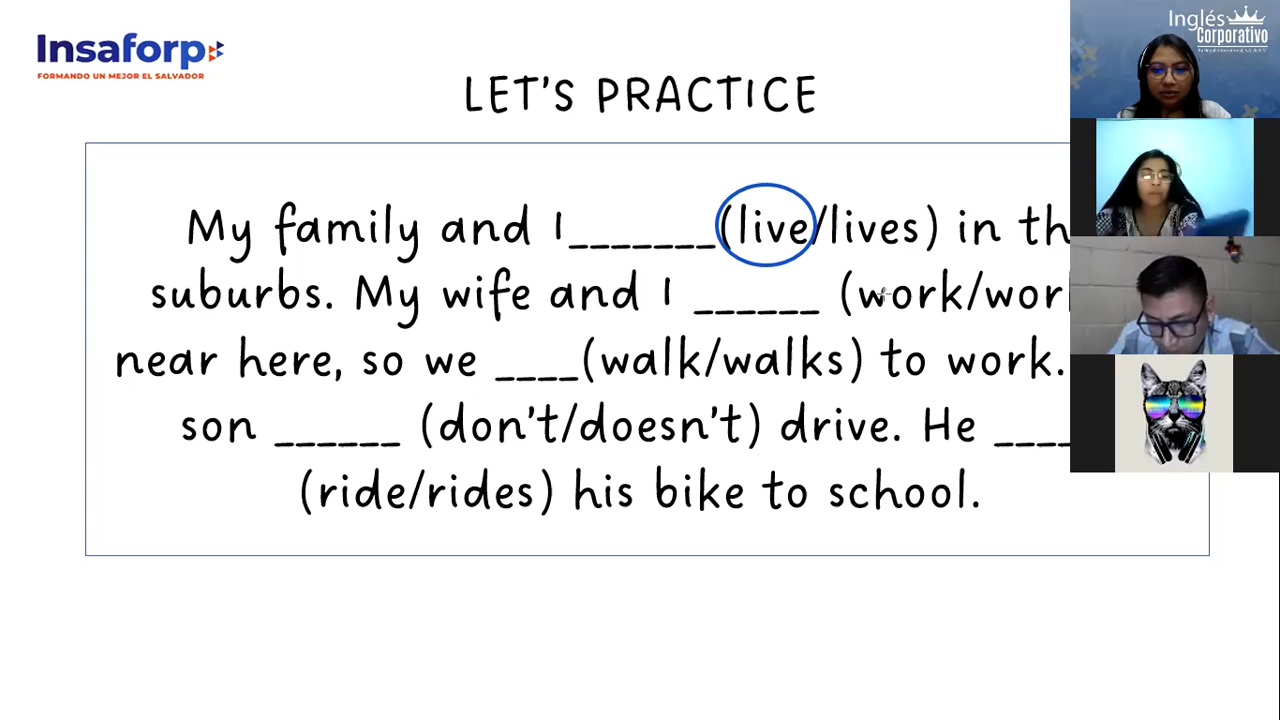 Insaforp
FORMANDO UN MEJOR EL SALVADOR
Inglés
Corporativo
LET'S PRACTICE
My family and I_______(live/lives) in th
suburbs. My wife and I ______ (work/work
near here, so we ____(walk/walks) to work.
son ______ (don't/doesn't) drive. He ____
(ride/rides) his bike to school.